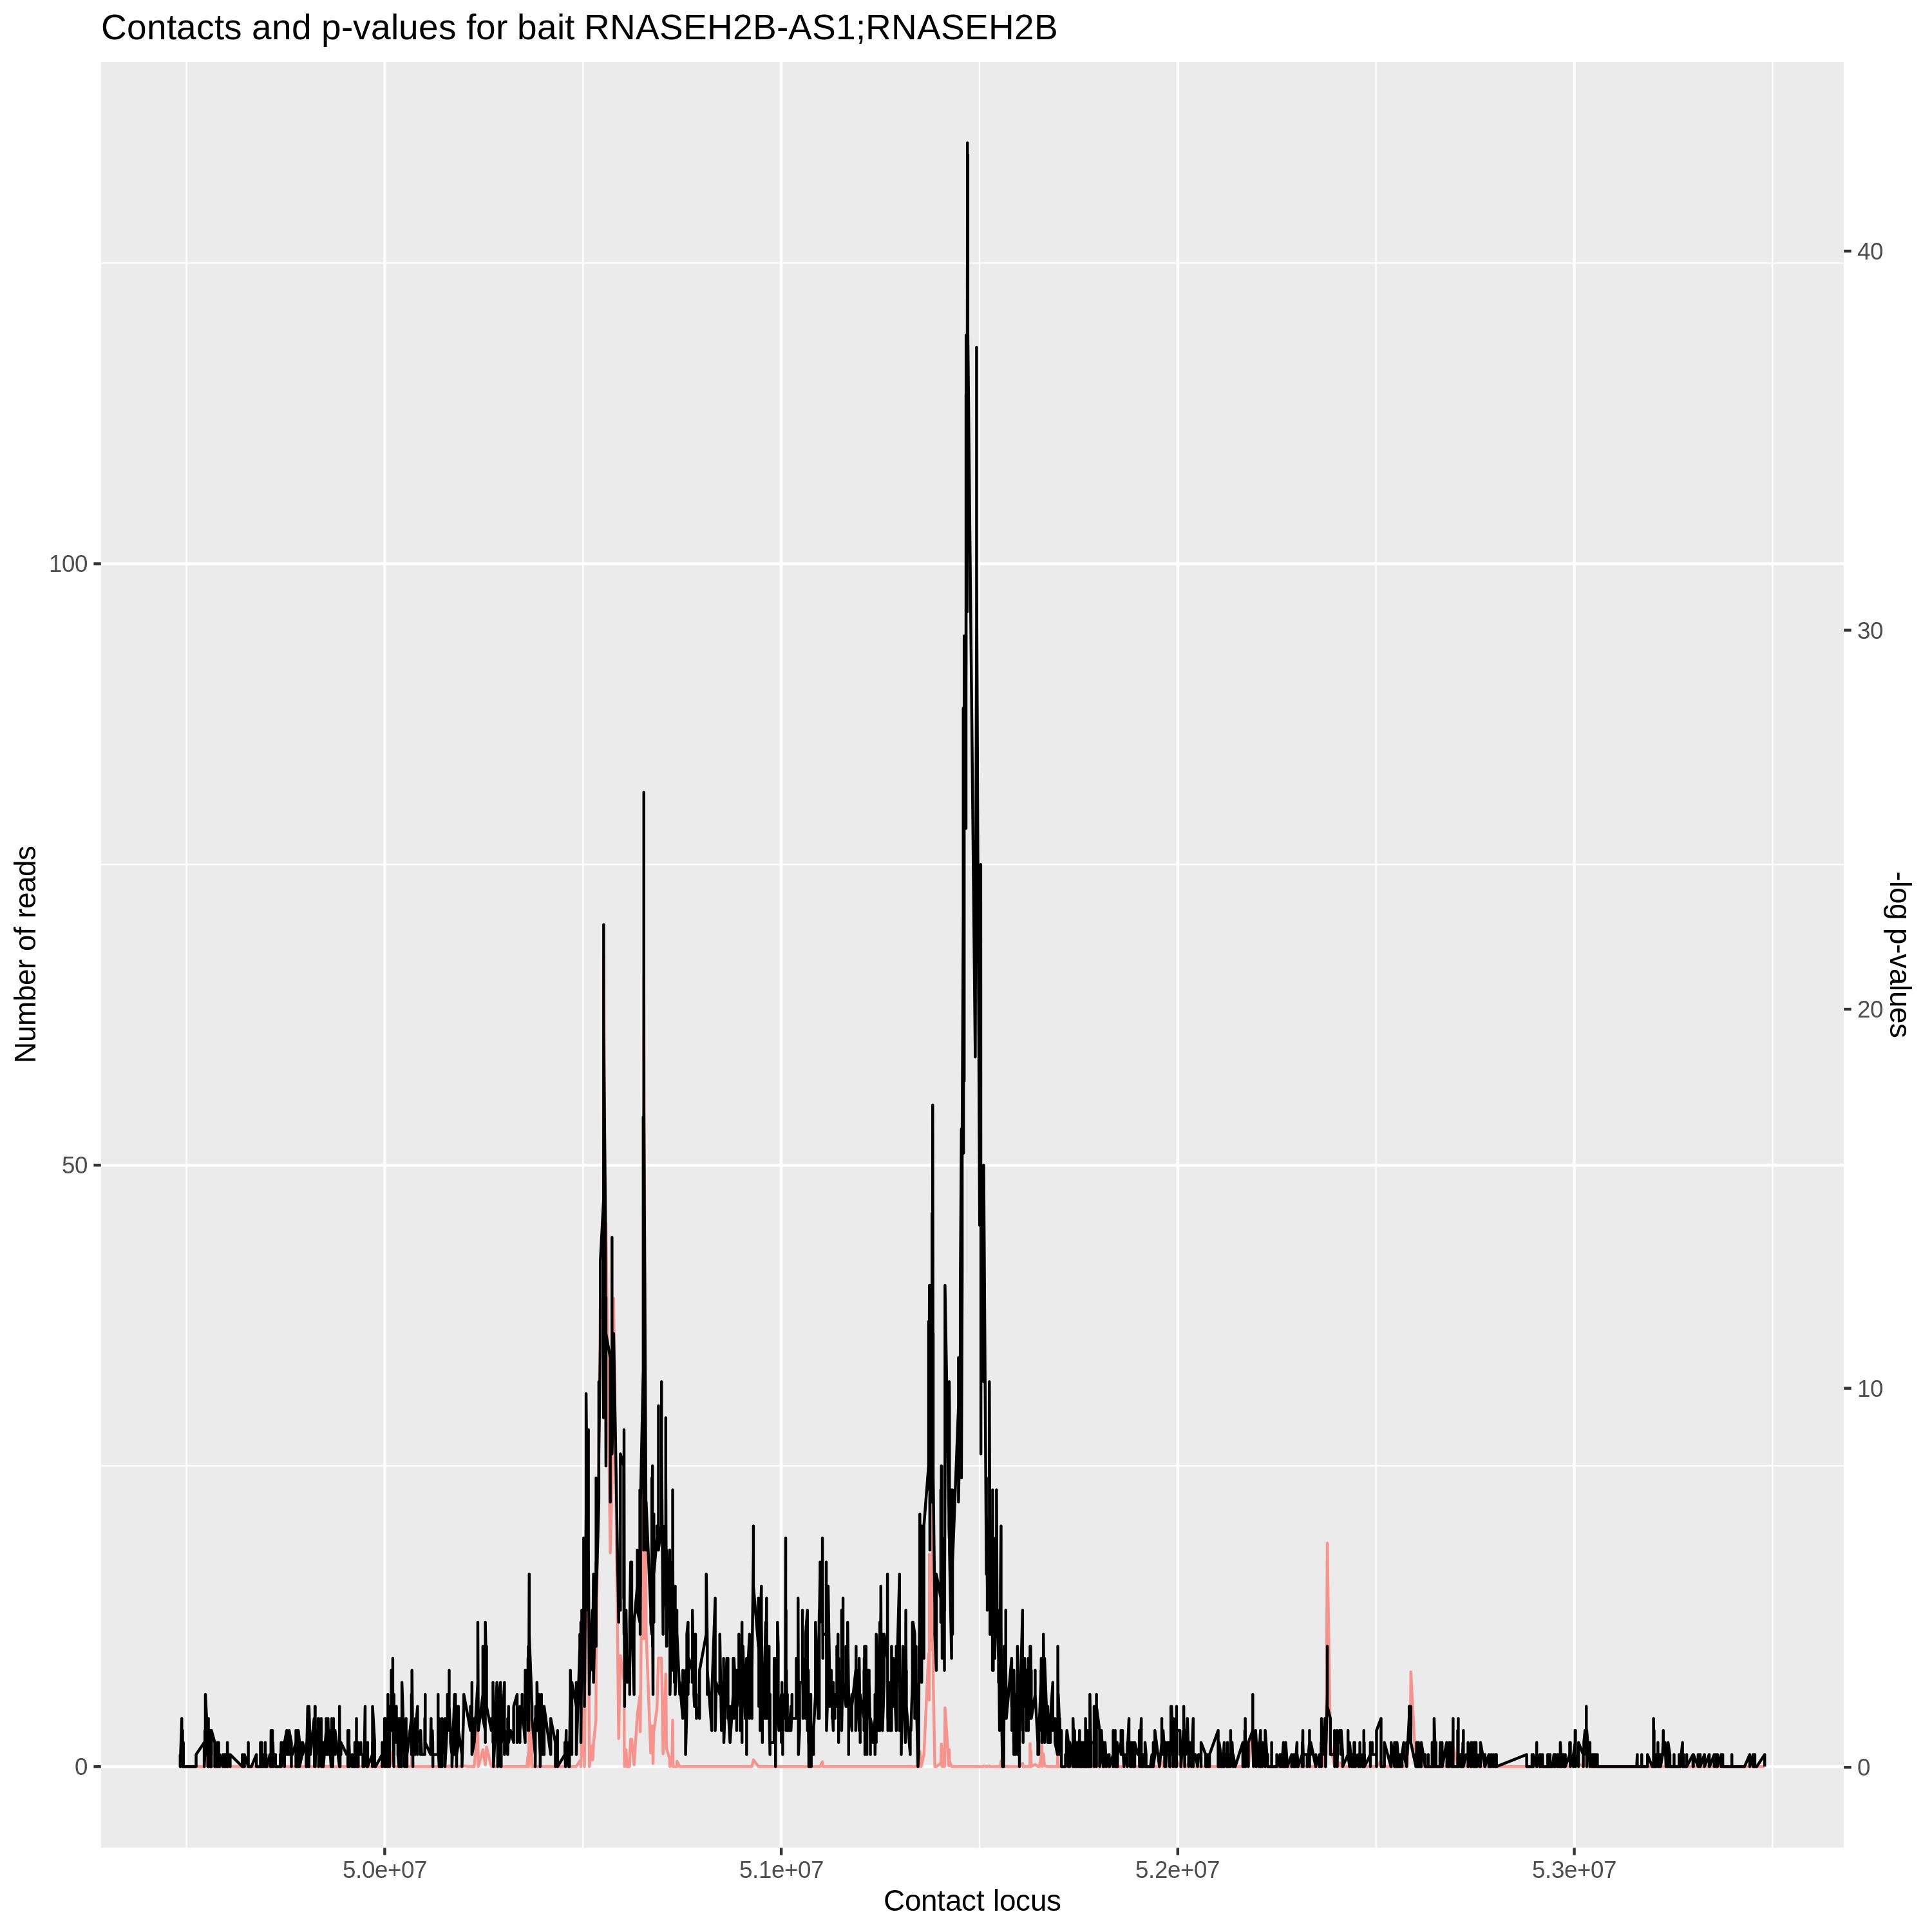 Contacts and p-values for bait RNASEH2B-AS1;RNASEH2B
Number of reads
100
50
0
40
30
20
10
0
-log p-values
5.0e+07 5.1e+07 5.2e+07 5.3e+07
Contact locus